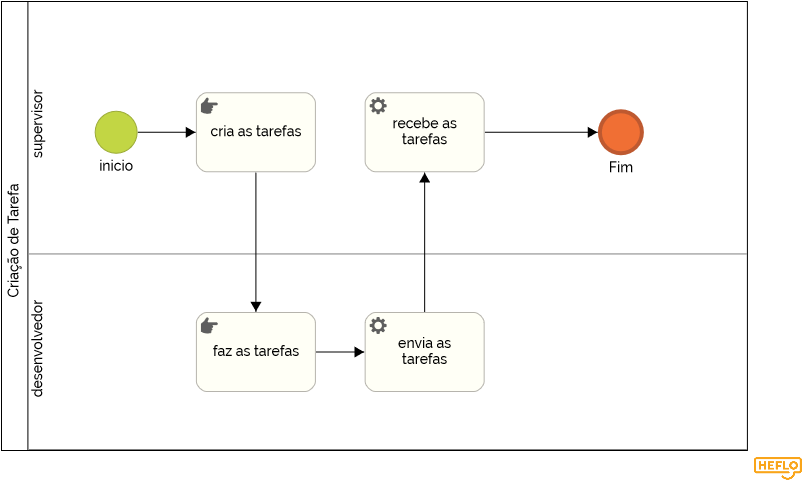 Criação de Tarefa
supervisor
inicio
cria as tarefas
recebe as
tarefas
Fim
desenvolvedor
faz as tarefas
envia as
tarefas
HEFLO